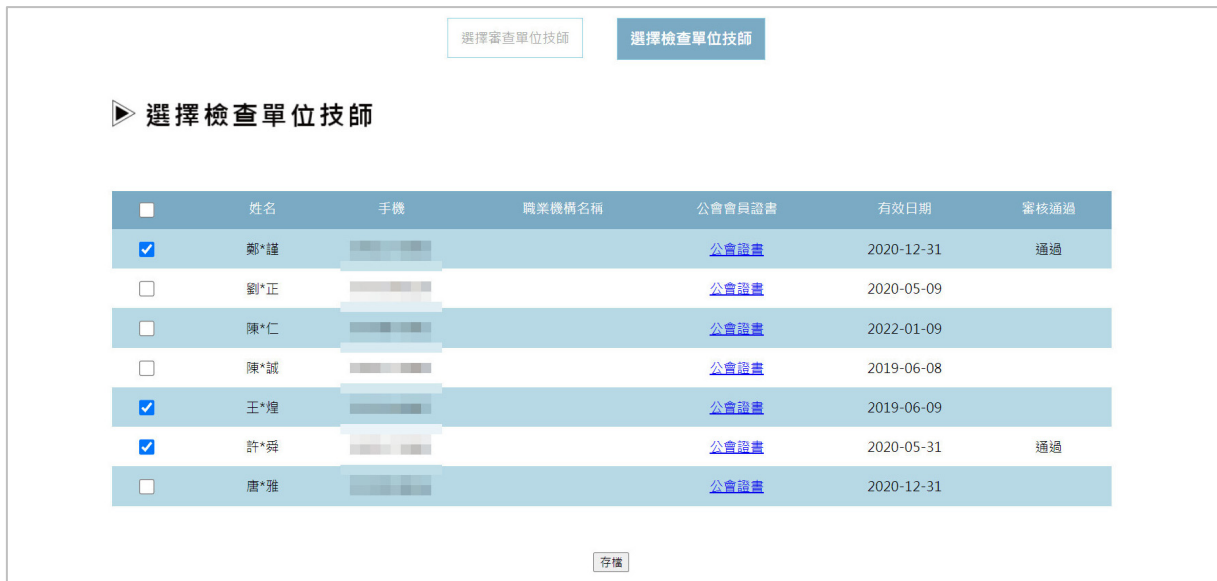 選擇審查單位技師 選擇檢查單位技師
選擇檢查單位技師
姓名 手機 職業機構名稱 公會會員證書 有效日期 審核通過
鄭*謹 公會證書 2020-12-31 通過
劉*正 公會證書 2020-05-09
陳*仁 公會證書 2022-01-09
陳*誠 公會證書 2019-06-08
王*煌 公會證書 2019-06-09
許*舜 公會證書 2020-05-31 通過
唐*雅 公會證書 2020-12-31
存檔